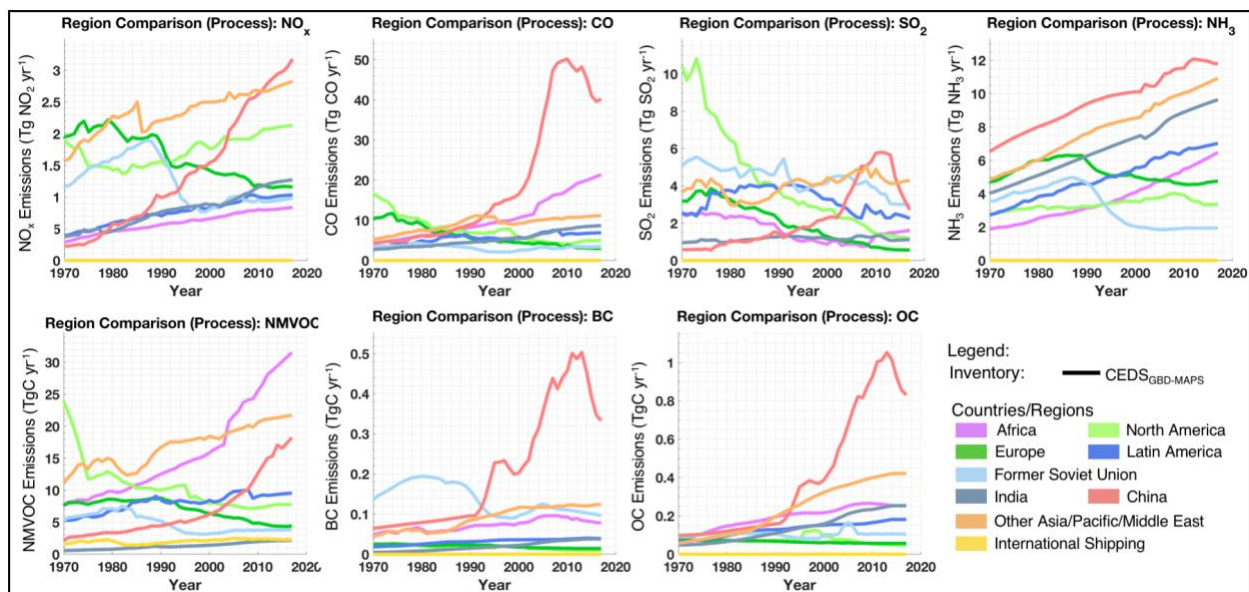 Region Comparison (Process): NOx
NOx Emissions (Tg NO2 yr-1)
3
2.5
2
1.5
1
0.5
0
1970 1980 1990 2000 2010 2020
Year
Region Comparison (Process): CO
CO Emissions (Tg CO yr-1)
50
40
30
20
10
0
1970 1980 1990 2000 2010 2020
Year
Region Comparison (Process): SO2
SO2 Emissions (Tg SO2 yr-1)
10
8
6
4
2
0
1970 1980 1990 2000 2010 2020
Year
Region Comparison (Process): NH3
NH3 Emissions (Tg NH3 yr-1)
12
10
8
6
4
2
0
1970 1980 1990 2000 2010 2020
Year
Region Comparison (Process): NMVOC
NMVOC Emissions (TgC yr-1)
30
25
20
15
10
5
0
1970 1980 1990 2000 2010 2020
Year
Region Comparison (Process): BC
BC Emissions (TgC yr-1)
0.5
0.4
0.3
0.2
0.1
0
1970 1980 1990 2000 2010 2020
Year
Region Comparison (Process): OC
OC Emissions (TgC yr-1)
1
0.8
0.6
0.4
0.2
0
1970 1980 1990 2000 2010 2020
Year
Legend:
Inventory: CEDSGBD-MAPS
Countries/Regions
Africa North America
Europe Latin America
Former Soviet Union
India China
Other Asia/Pacific/Middle East
International Shipping